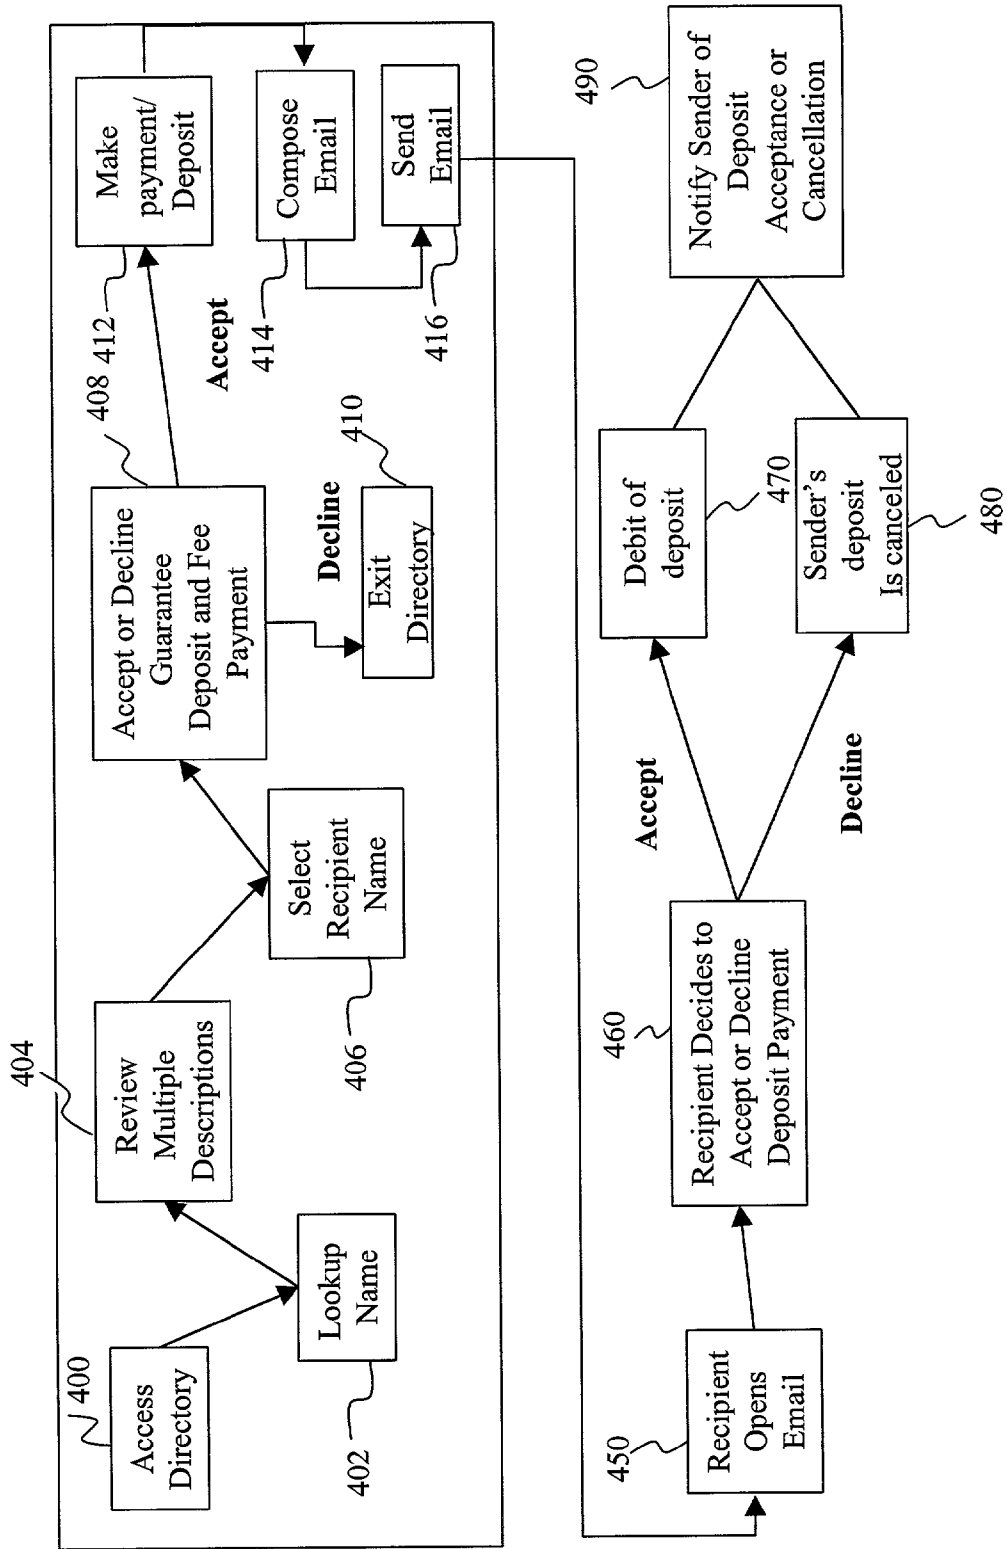 400
Access
Directory
Lookup
Name
402
404
Review
Multiple
Descriptions
Select
Recipient
Name
406
408
Accept or Decline
Guarantee
Deposit and Fee
Payment
Decline
410
Exit
Directory
412
Make
payment/
Deposit
Accept
414
Compose
Email
416
Send
Email
450
Recipient
Opens
Email
460
Recipient Decides to
Accept or Decline
Deposit Payment
Accept
Decline
Debit of
deposit
470
Sender's
deposit
Is canceled
480
490
Notify Sender of
Deposit
Acceptance or
Cancellation